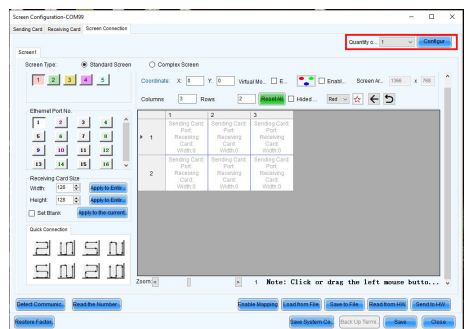 Screen Configuration-COM99
Sending Card Receiving Card Screen Connection
Quantity o... 1 Configure
Screen1
Screen Type: Standard Screen Complex Screen
1 2 3 4 5
Coordinate: X: 0 Y: 0 Virtual Mo... E... Enabl... Screen Ar... 1366 x 768
Columns 3 Rows 2 Reset All Hided... Red
Ethernet Port No.
1 2 3 4
5 6 7 8
9 10 11 12
13 14 15 16
1 2 3
1
Sending Card: Sending Card: Sending Card:
Port: Port: Port:
Receiving Receiving Receiving
Card: Card: Card:
Width:0 Width:0 Width:0
2
Sending Card: Sending Card: Sending Card:
Port: Port: Port:
Receiving Receiving Receiving
Card: Card: Card:
Width:0 Width:0 Width:0
Receiving Card Size
Width: 128 Apply to Entir...
Height: 128 Apply to Entir...
Set Blank Apply to the current...
Quick Connection
Zoom: 1 Note: Click or drag the left mouse butto...
Detect Communic... Read the Number... Enable Mapping Load from File Save to File Read from HW Send to HW
Restore Factor... Save System Co... Back Up Termi... Save Close